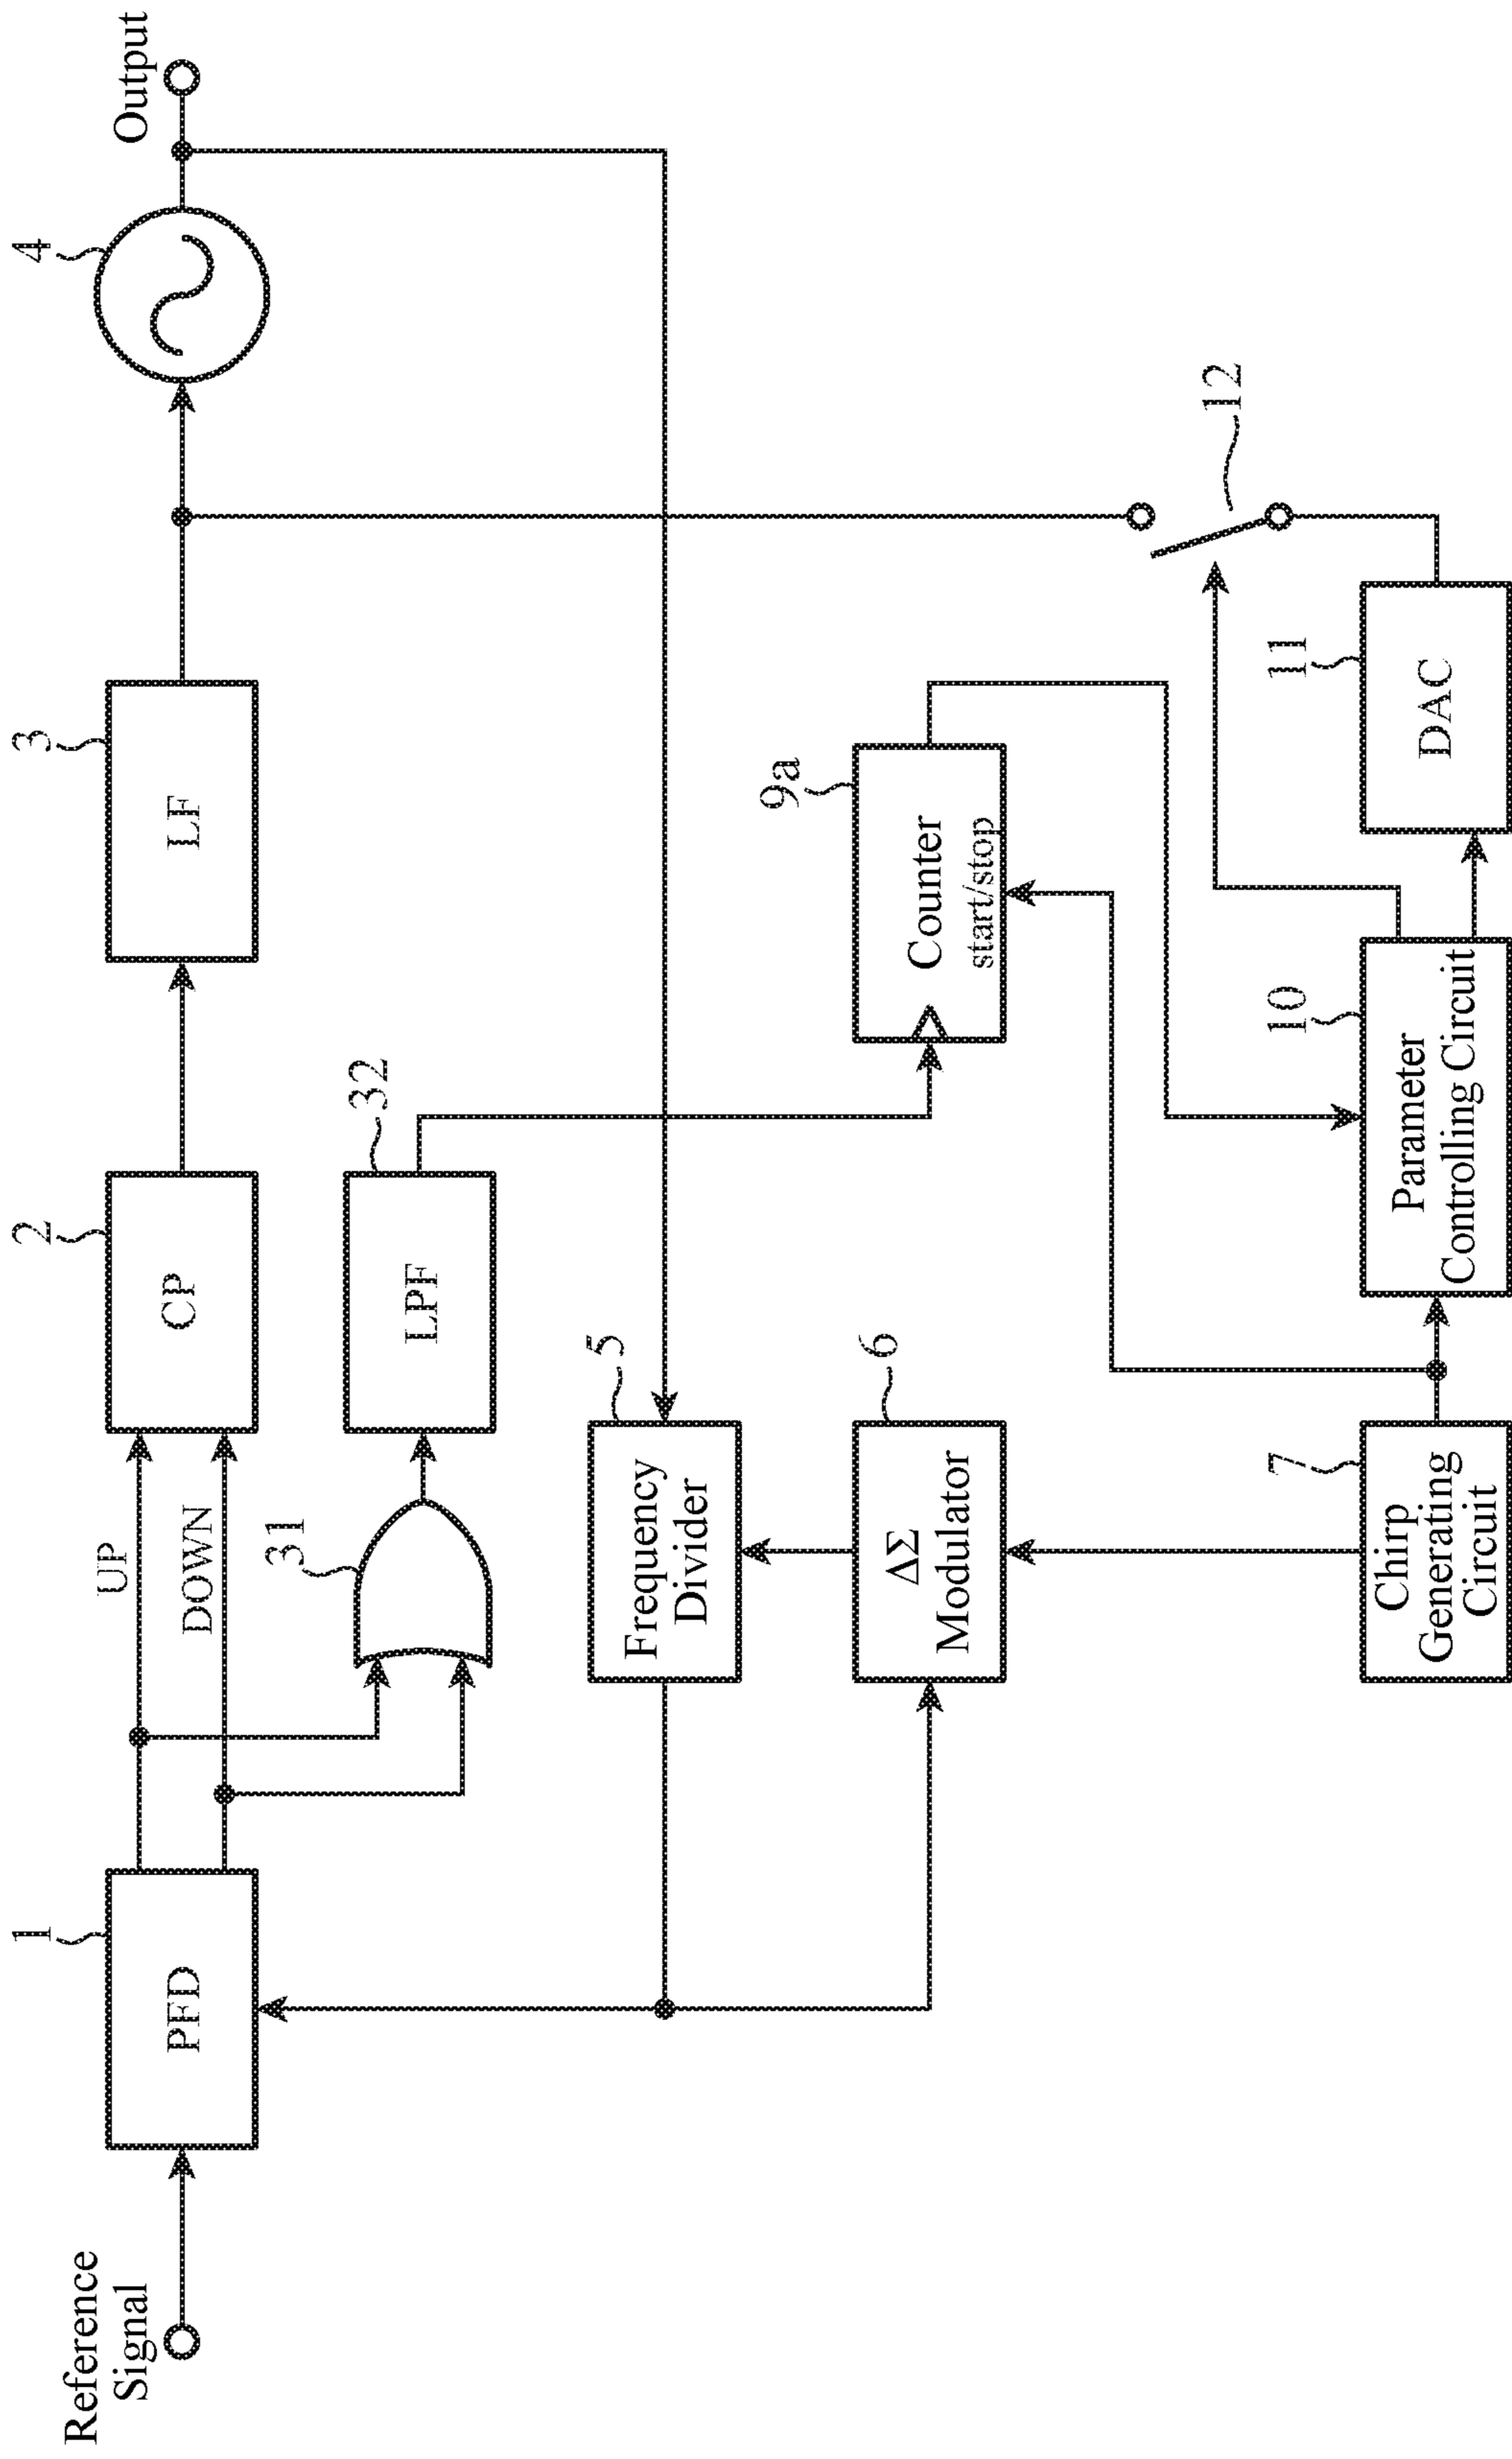 Reference
Signal
1
PFD
UP
DOWN
2
CP
3
LF
4
Output
31
32
LPF
5
Frequency
Divider
6
ΔΣ
Modulator
9a
Counter
start/stop
7
Chirp
Generating
Circuit
10
Parameter
Controlling Circuit
11
DAC
12